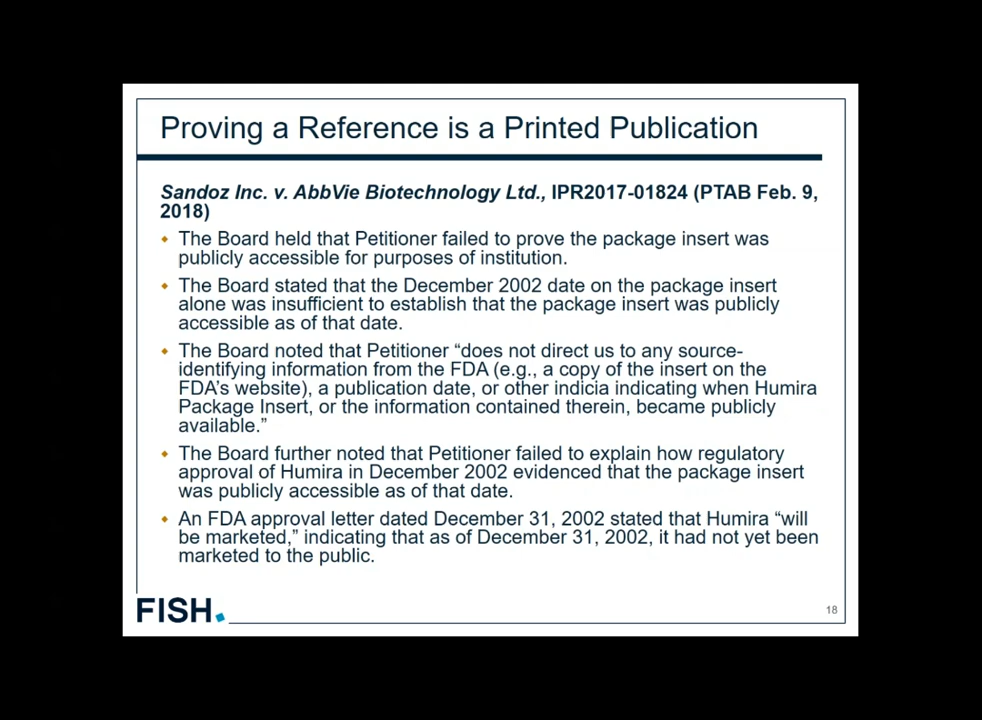 Proving a Reference is a Printed Publication
Sandoz Inc. v. AbbVie Biotechnology Ltd., IPR2017-01824 (PTAB Feb. 9,
2018)
The Board held that Petitioner failed to prove the package insert was
publicly accessible for purposes of institution.
The Board stated that the December 2002 date on the package insert
alone was insufficient to establish that the package insert was publicly
accessible as of that date.
The Board noted that Petitioner “does not direct us to any source-
identifying information from the FDA (e.g., a copy of the insert on the
FDA’s website), a publication date, or other indicia indicating when Humira
Package Insert, or the information contained therein, became publicly
available.”
The Board further noted that Petitioner failed to explain how regulatory
approval of Humira in December 2002 evidenced that the package insert
was publicly accessible as of that date.
An FDA approval letter dated December 31, 2002 stated that Humira “will
be marketed,” indicating that as of December 31, 2002, it had not yet been
marketed to the public.
FISH.
18